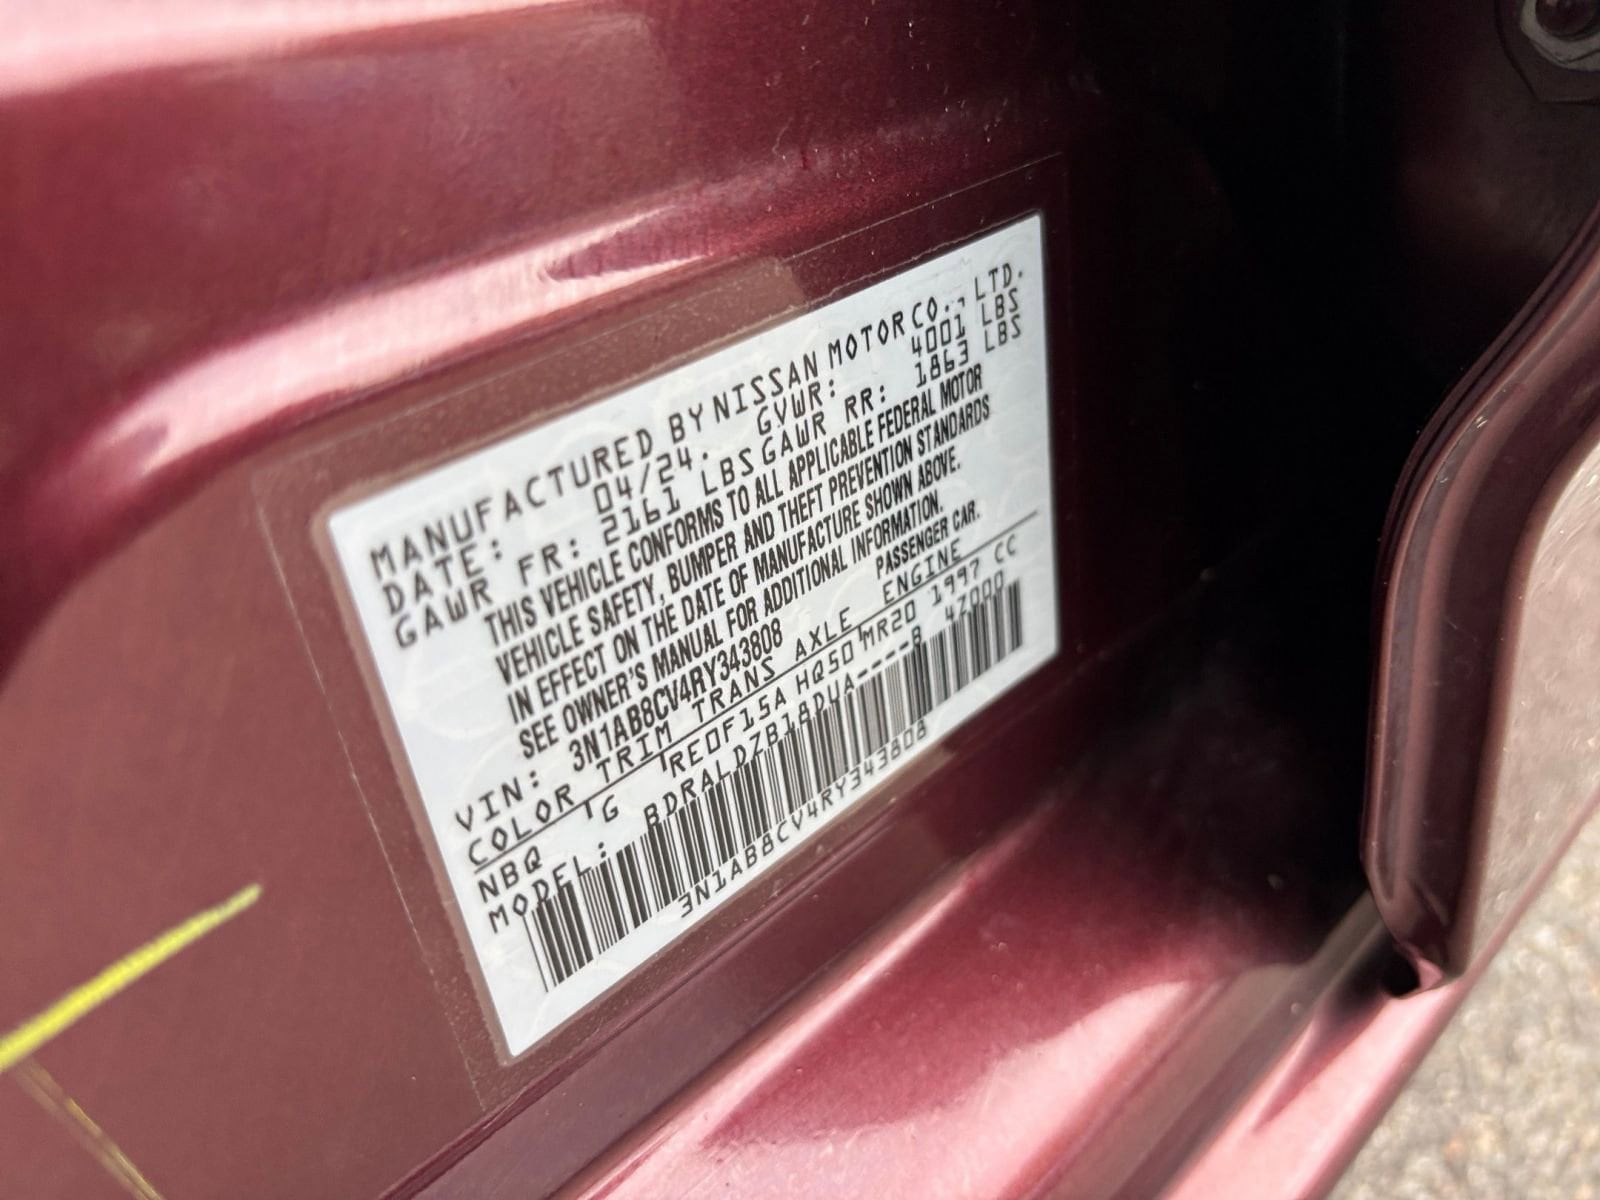 MANUFACTURED BY NISSAN MOTOR CO., LTD.
DATE: 04/24. GVWR: 4001 LBS
GAWR FR: 2161 LBS GAWR RR: 1863 LBS
THIS VEHICLE CONFORMS TO ALL APPLICABLE FEDERAL MOTOR
VEHICLE SAFETY, BUMPER AND THEFT PREVENTION STANDARDS
IN EFFECT ON THE DATE OF MANUFACTURE SHOWN ABOVE.
SEE OWNER'S MANUAL FOR ADDITIONAL INFORMATION.
VIN: 3N1AB8CV4RY343808 PASSENGER CAR.
COLOR TRIM TRANS AXLE ENGINE
NBQ G RE0F15A HQ50 MR20 1997 CC
MODEL: BDRALDZB18DUA----B 47000
3N1AB8CV4RY343808